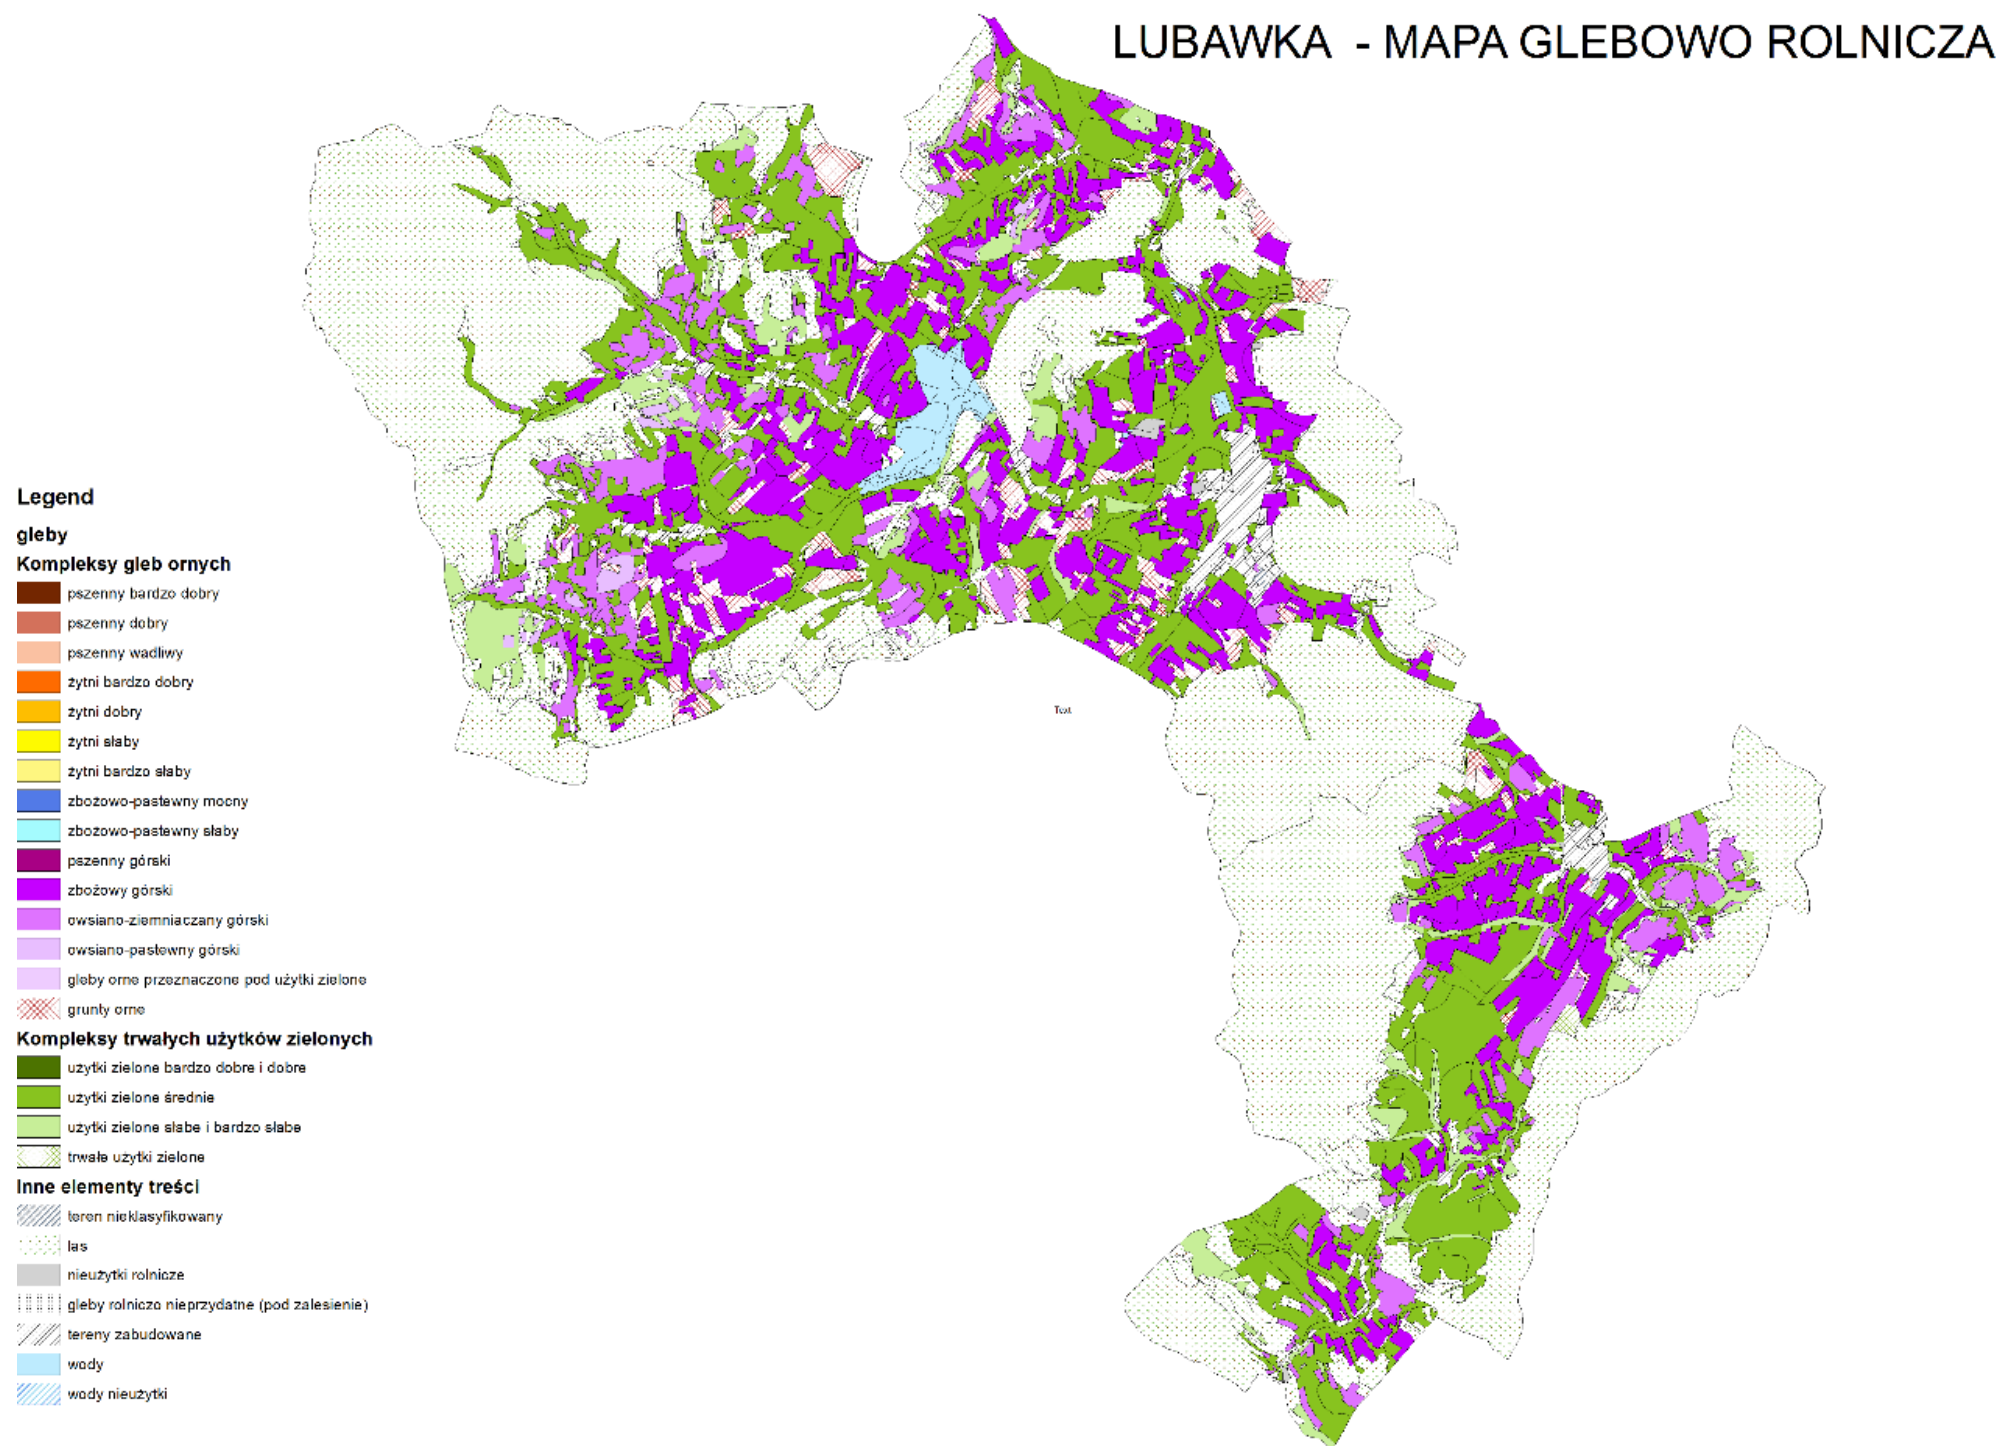 LUBAWKA - MAPA GLEBOWO ROLNICZA
Legend
gleby
Kompleksy gleb ornych
pszenny bardzo dobry
pszenny dobry
pszenny wadliwy
żytni bardzo dobry
żytni dobry
żytni słaby
żytni bardzo słaby
zbożowo-pastewny mocny
zbożowo-pastewny słaby
pszenny górski
zbożowy górski
owsiano-ziemniaczany górski
owsiano-pastewny górski
gleby orne przeznaczone pod użytki zielone
grunty orne
Kompleksy trwałych użytków zielonych
użytki zielone bardzo dobre i dobre
użytki zielone średnie
użytki zielone słabe i bardzo słabe
trwałe użytki zielone
Inne elementy treści
teren nieklasyfikowany
las
nieużytki rolnicze
gleby rolniczo nieprzydatne (pod zalesienie)
tereny zabudowane
wody
wody nieużytki
Text